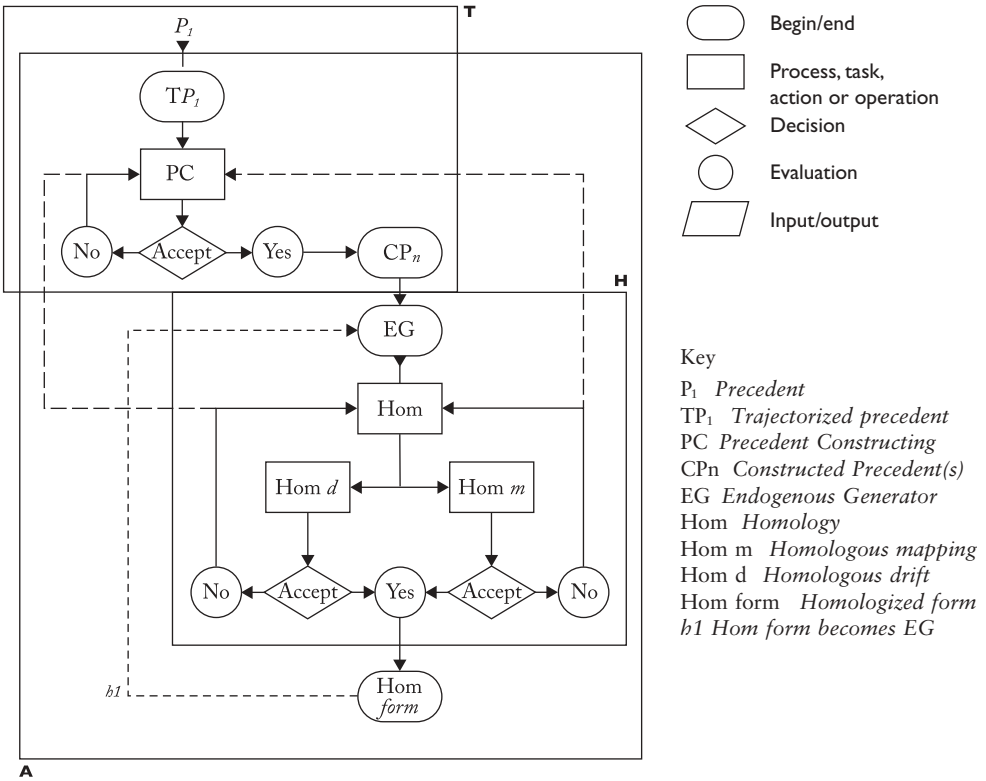 T
P1
TP1
PC
No
Accept
Yes
CPn
H
EG
Hom
Hom d
Hom m
No
Accept
Yes
Accept
No
h1
Hom
form
A
Begin/end
Process, task,
action or operation
Decision
Evaluation
Input/output
Key
P1 Precedent
TP1 Trajectorized precedent
PC Precedent Constructing
CPn Constructed Precedent(s)
EG Endogenous Generator
Hom Homology
Hom m Homologous mapping
Hom d Homologous drift
Hom form Homologized form
h1 Hom form becomes EG